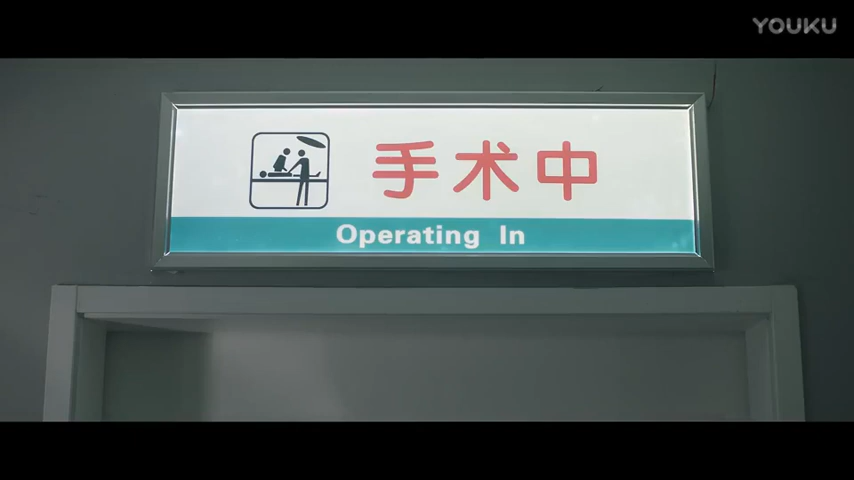 YOUKU
手术中
Operating In